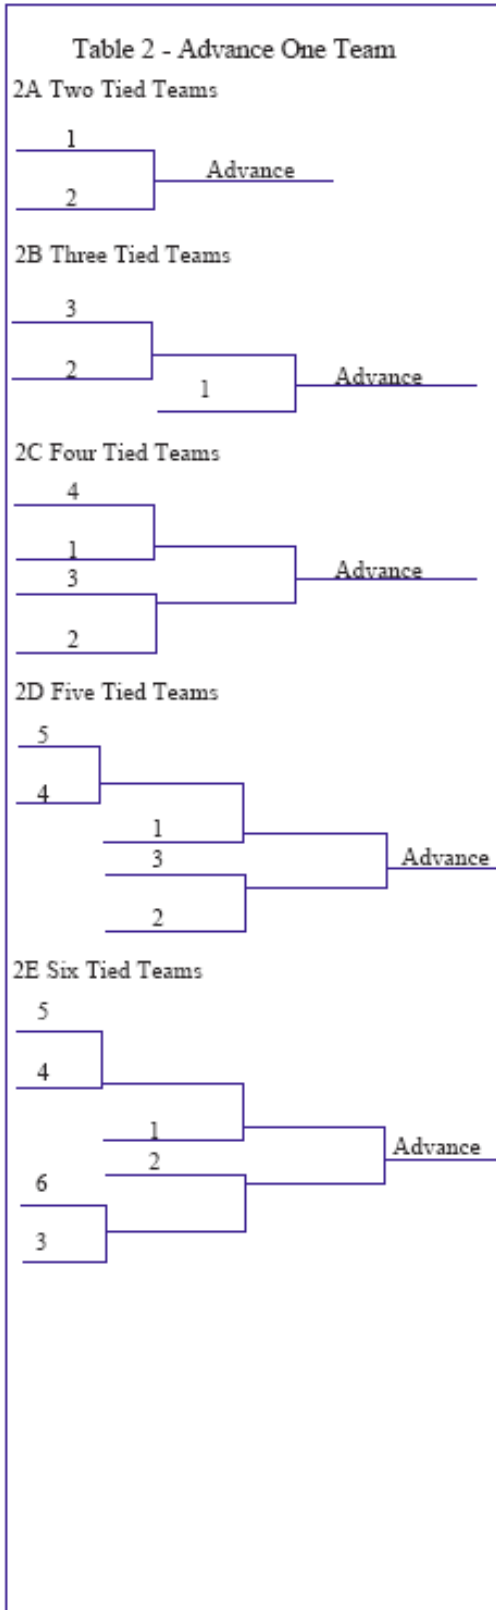 Table 2 - Advance One Team
2A Two Tied Teams
1
Advance
2
2B Three Tied Teams
3
2
1
Advance
2C Four Tied Teams
4
1
3
Advance
2
2D Five Tied Teams
5
4
1
3
Advance
2
2E Six Tied Teams
5
4
1
Advance
2
6
3